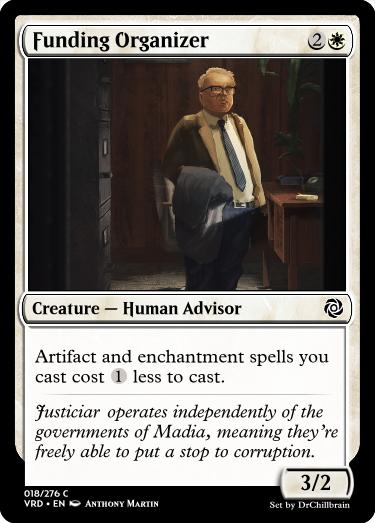 Funding Organizer 2
Creature — Human Advisor
Artifact and enchantment spells you
cast cost 1 less to cast.
Justiciar operates independently of the
governments of Madia, meaning they're
freely able to put a stop to corruption.
3/2
018/276 C
VRD • EN Anthony Martin
Set by DrChillbrain